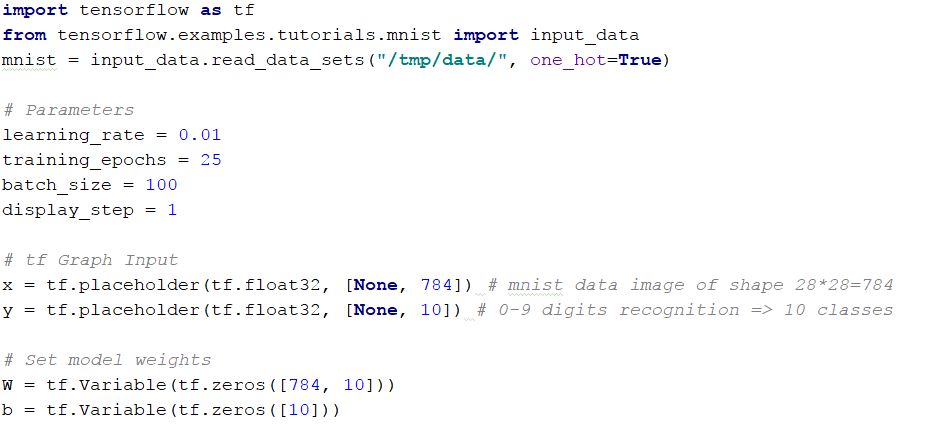 import tensorflow as tf
from tensorflow.examples.tutorials.mnist import input_data
mnist = input_data.read_data_sets("/tmp/data/", one_hot=True)
# Parameters
learning_rate = 0.01
training_epochs = 25
batch_size = 100
display_step = 1
# tf Graph Input
x = tf.placeholder(tf.float32, [None, 784]) # mnist data image of shape 28*28=784
y = tf.placeholder(tf.float32, [None, 10]) # 0-9 digits recognition => 10 classes
# Set model weights
W = tf.Variable(tf.zeros([784, 10]))
b = tf.Variable(tf.zeros([10]))